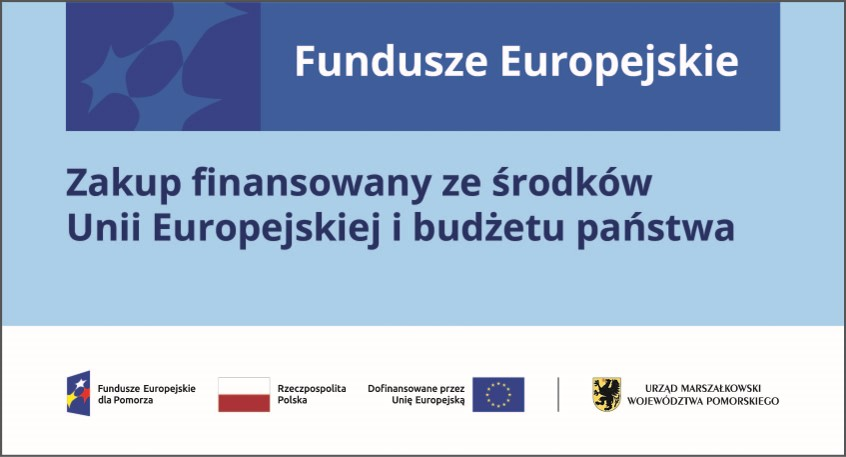 Fundusze Europejskie
Zakup finansowany ze środków
Unii Europejskiej i budżetu państwa
Fundusze Europejskie
dla Pomorza
Rzeczpospolita
Polska
Dofinansowane przez
Unię Europejską
URZĄD MARSZAŁKOWSKI
WOJEWÓDZTWA POMORSKIEGO